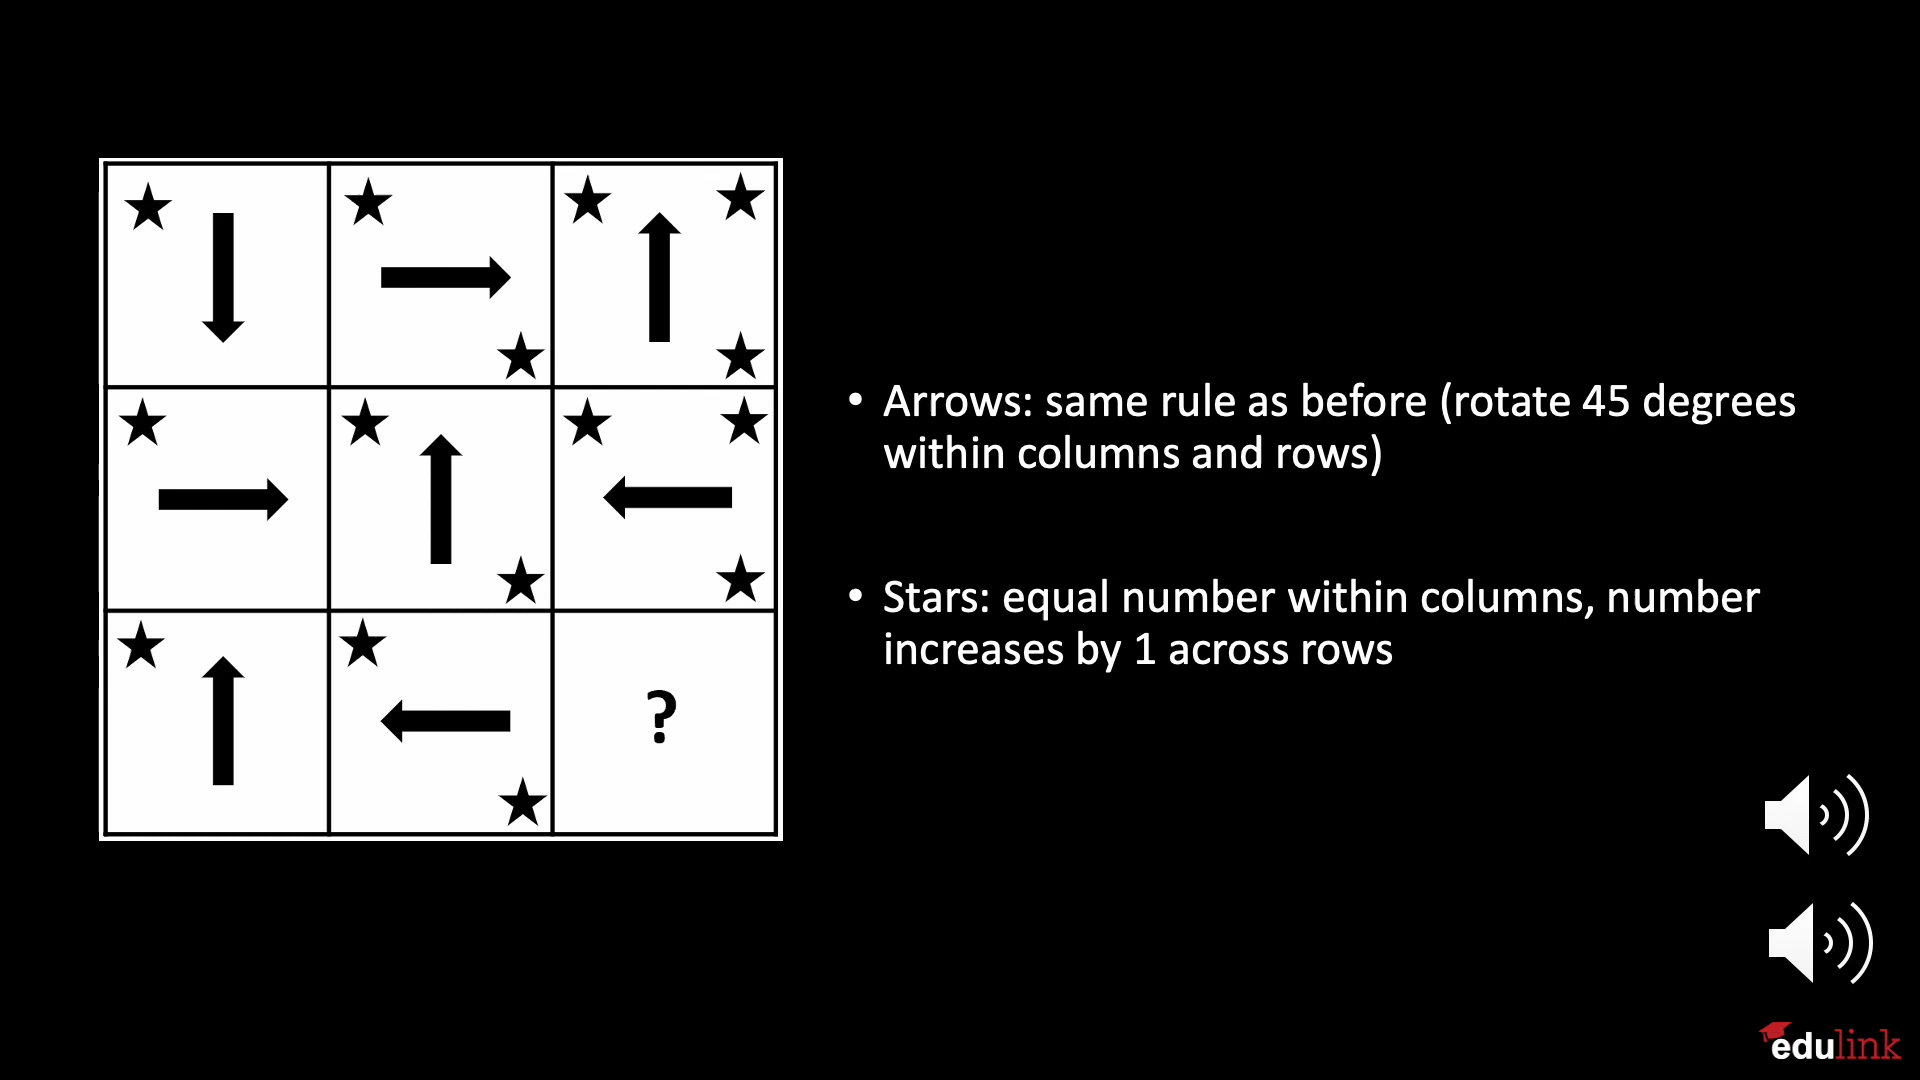 ?
• Arrows: same rule as before (rotate 45 degrees
within columns and rows)
• Stars: equal number within columns, number
increases by 1 across rows
edulink